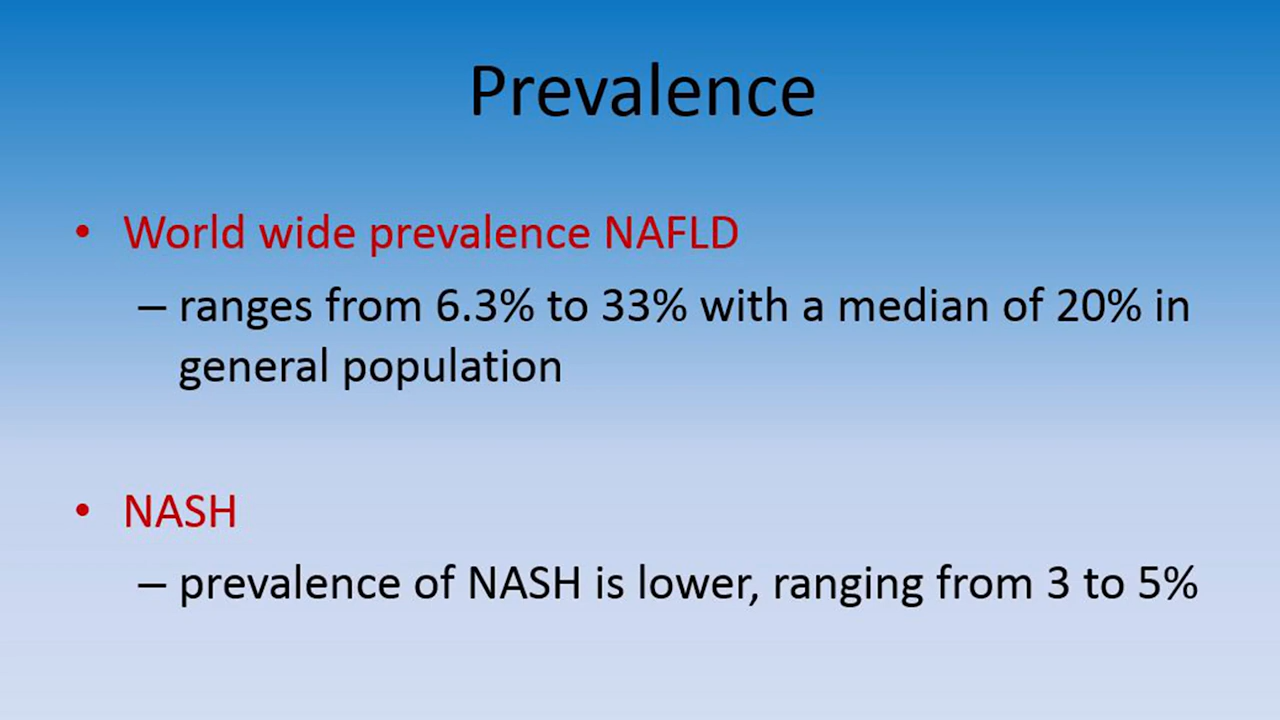 Prevalence
• World wide prevalence NAFLD
– ranges from 6.3% to 33% with a median of 20% in
general population
• NASH
– prevalence of NASH is lower, ranging from 3 to 5%